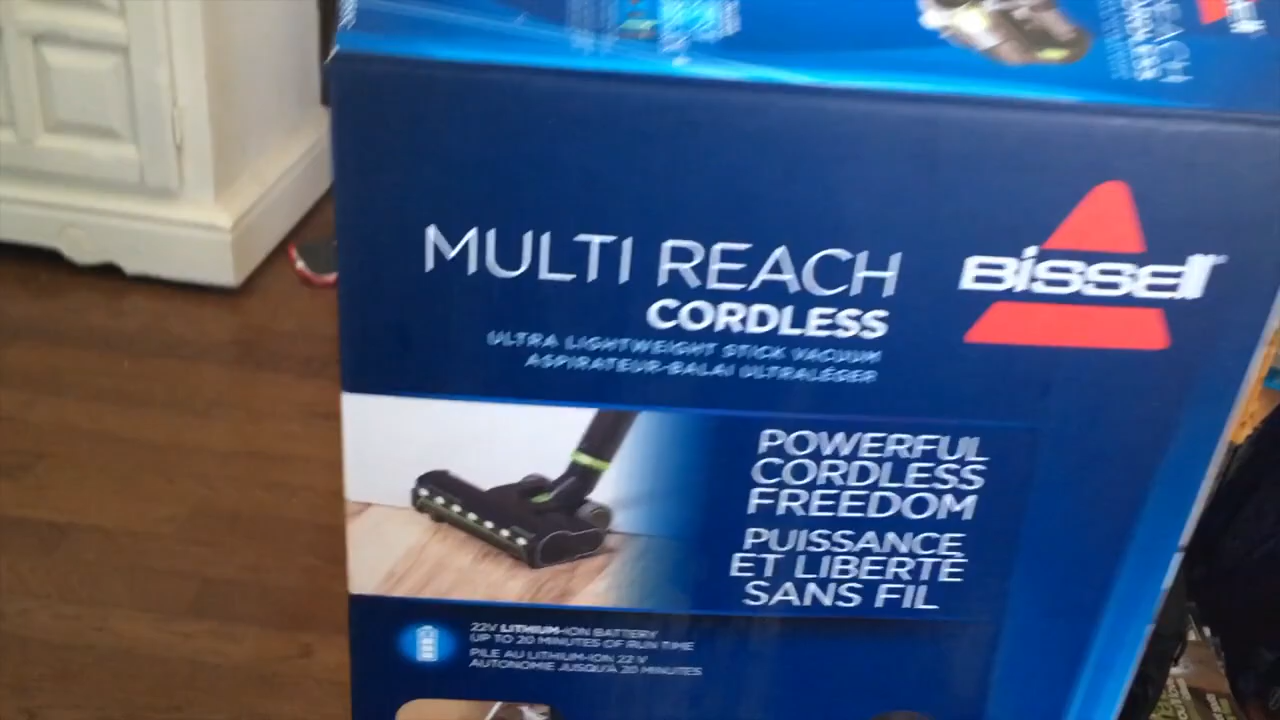 MULTI REACH
CORDLESS
ULTRA LIGHTWEIGHT STICK VACUUM
ASPIRATEUR-BALAI ULTRALÉGER
BISSELL
POWERFUL
CORDLESS
FREEDOM
PUISSANCE
ET LIBERTÉ
SANS FIL
22V LITHIUM-ION BATTERY
UP TO 20 MINUTES OF RUN TIME
PILE AU LITHIUM-ION 22 V
AUTONOMIE JUSQU'À 20 MINUTES